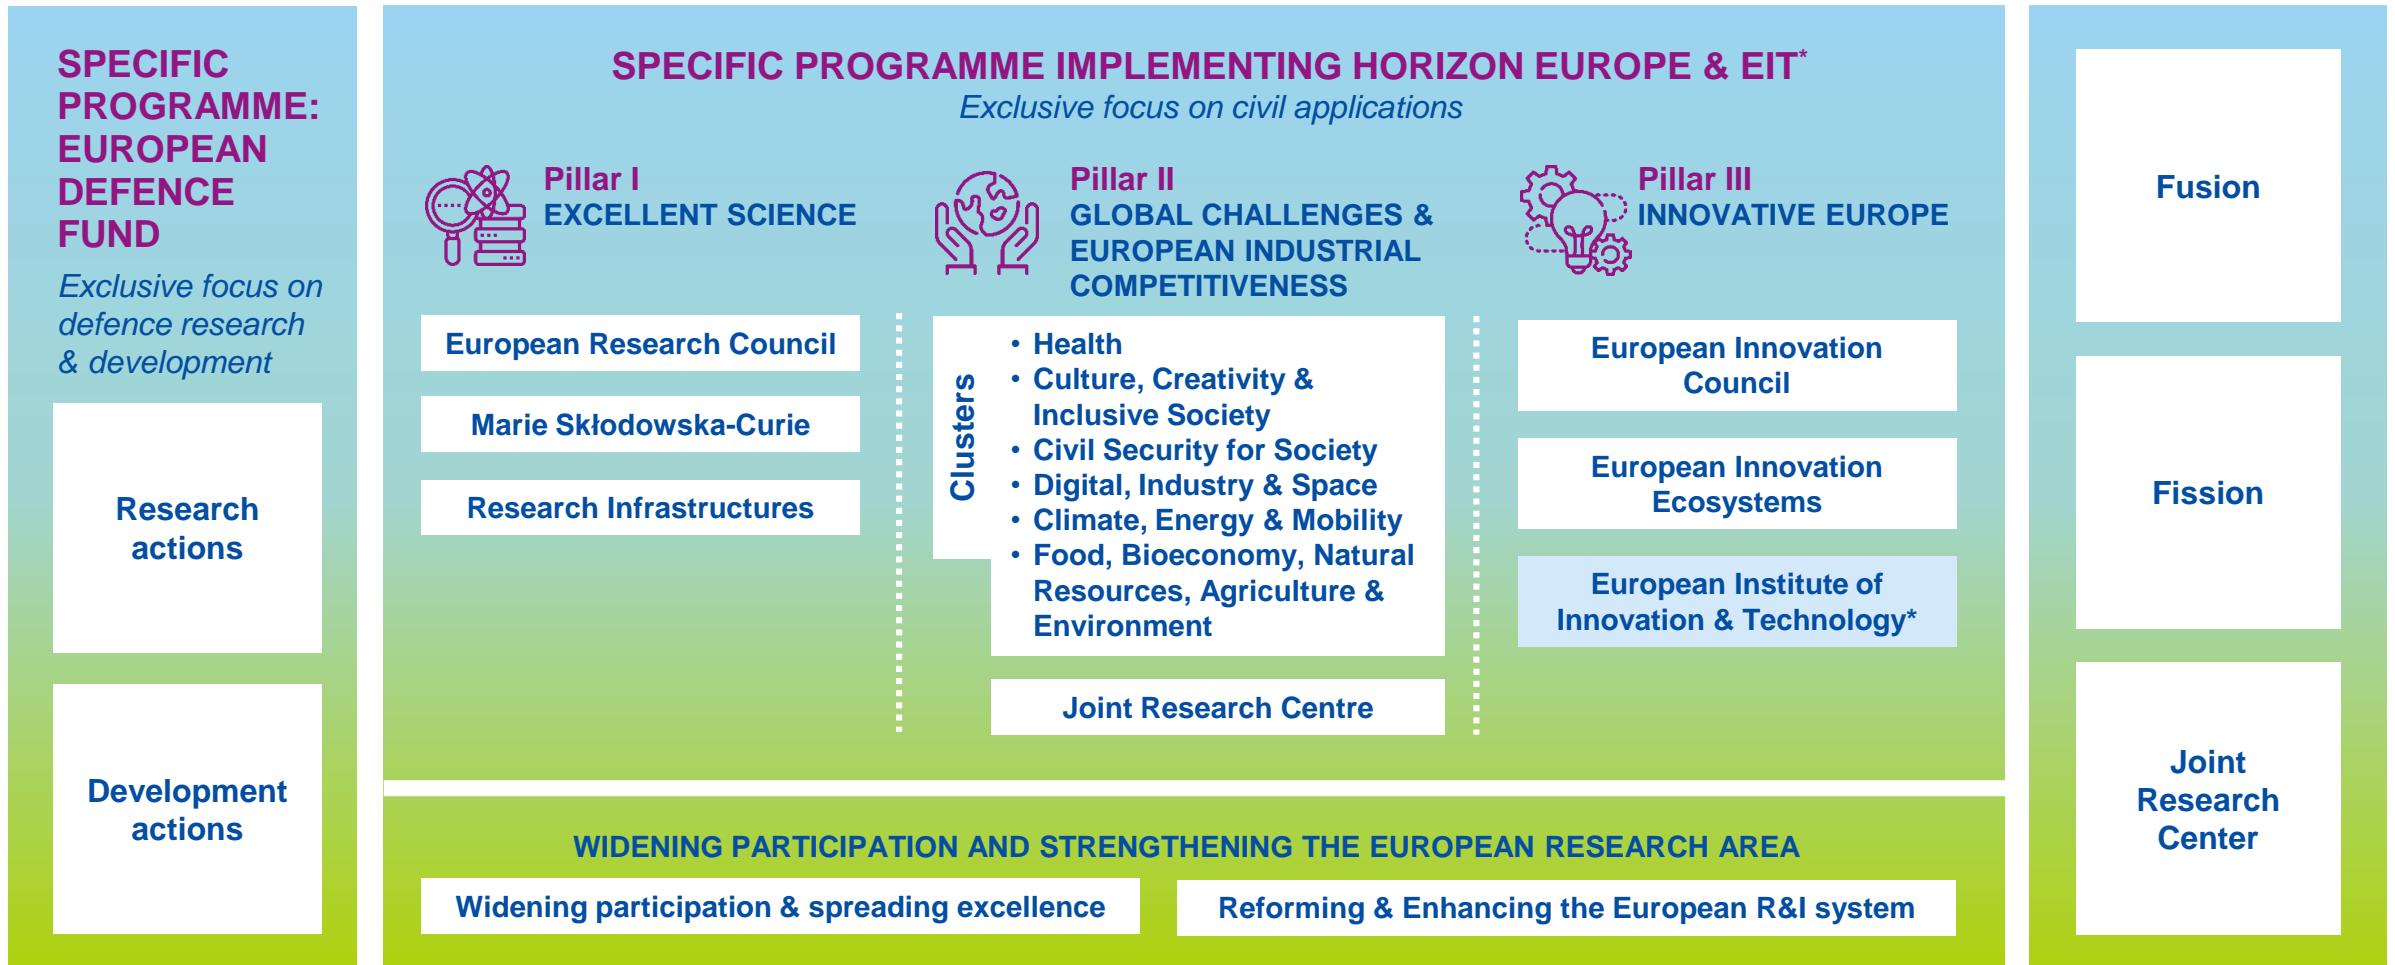 SPECIFIC
PROGRAMME:
EUROPEAN
DEFENCE
FUND
Exclusive focus on
defence research
& development
Research
actions
Development
actions
SPECIFIC PROGRAMME IMPLEMENTING HORIZON EUROPE & EIT*
Exclusive focus on civil applications
Pillar I
EXCELLENT SCIENCE
European Research Council
Marie Skłodowska-Curie
Research Infrastructures
Pillar II
GLOBAL CHALLENGES &
EUROPEAN INDUSTRIAL
COMPETITIVENESS
Clusters
• Health
• Culture, Creativity &
Inclusive Society
• Civil Security for Society
• Digital, Industry & Space
• Climate, Energy & Mobility
• Food, Bioeconomy, Natural
Resources, Agriculture &
Environment
Joint Research Centre
Pillar III
INNOVATIVE EUROPE
European Innovation
Council
European Innovation
Ecosystems
European Institute of
Innovation & Technology*
WIDENING PARTICIPATION AND STRENGTHENING THE EUROPEAN RESEARCH AREA
Widening participation & spreading excellence
Reforming & Enhancing the European R&I system
Fusion
Fission
Joint
Research
Center